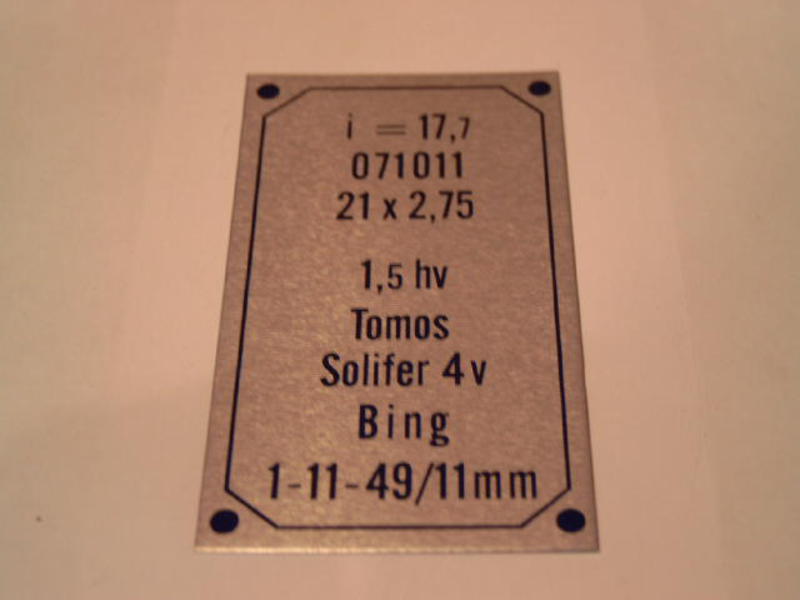 i = 17,7
071011
21 x 2,75
1,5 hv
Tomos
Solifer 4v
Bing
1-11-49/11mm